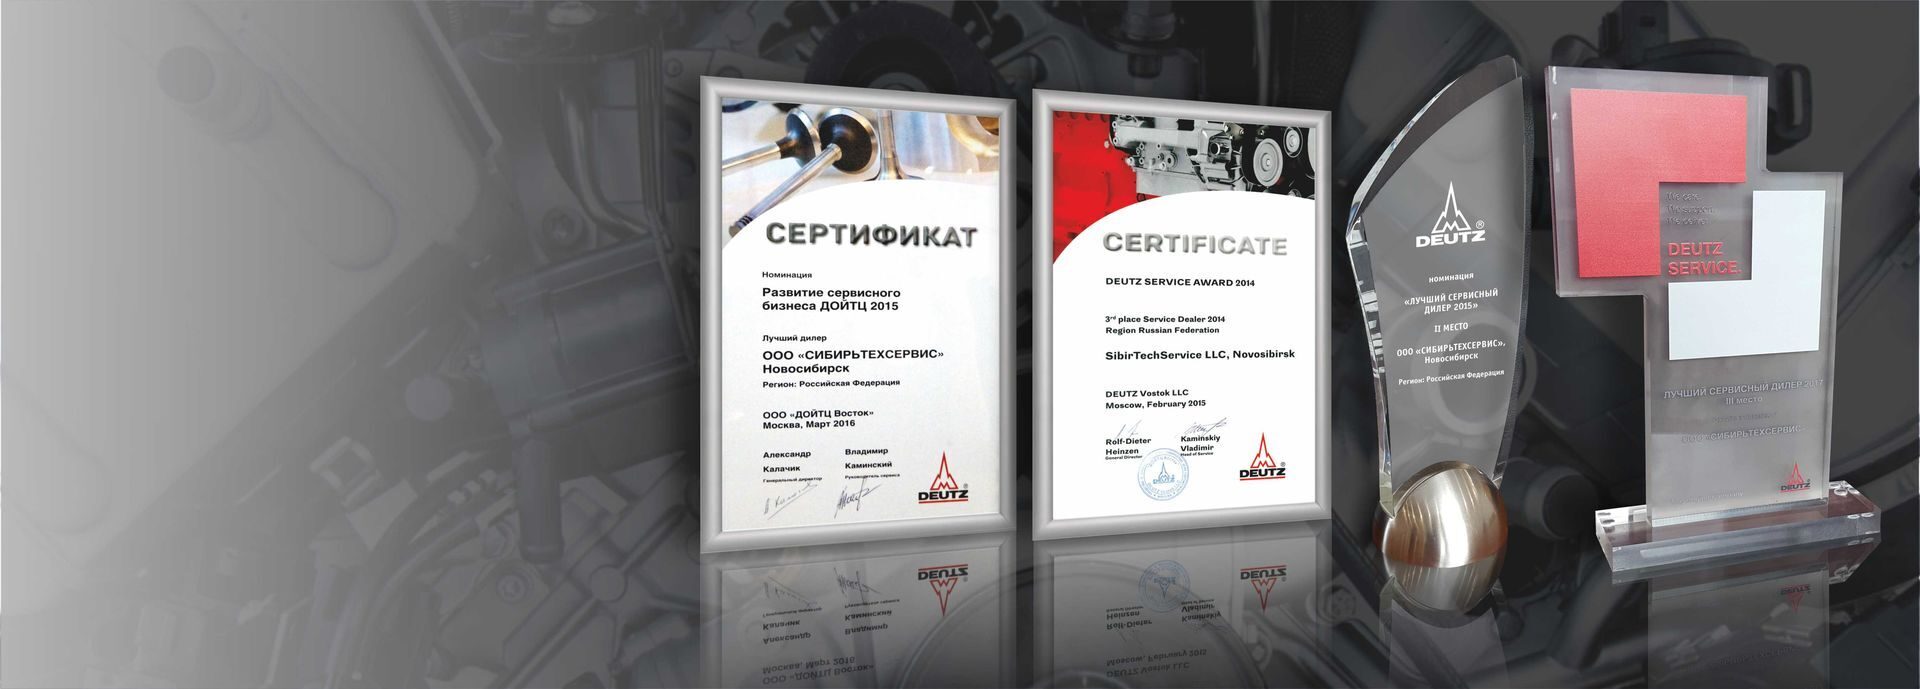 СЕРТИФИКАТ
Номинация
Развитие сервисного
бизнеса ДОЙТЦ 2015
Лучший дилер
ООО «СИБИРЬТЕХСЕРВИС»
Новосибирск
Регион: Российская Федерация
ООО «ДОЙТЦ Восток»
Москва, Март 2016
Александр
Калачик
Генеральный директор
Владимир
Каминский
Руководитель сервиса
DEUTZ®
CERTIFICATE
DEUTZ SERVICE AWARD 2014
3rd place Service Dealer 2014
Region Russian Federation
SibirTechService LLC, Novosibirsk
DEUTZ Vostok LLC
Moscow, February 2015
Rolf-Dieter
Heinzen
General Director
Kaminskiy
Vladimir
Head of Service
DEUTZ®
DEUTZ®
номинация
«ЛУЧШИЙ СЕРВИСНЫЙ
ДИЛЕР 2015»
II МЕСТО
ООО «СИБИРЬТЕХСЕРВИС»,
Новосибирск
Регион: Российская Федерация
DEUTZ
SERVICE.
ЛУЧШИЙ СЕРВИСНЫЙ ДИЛЕР 2017
III место
ООО «СИБИРЬТЕХСЕРВИС»
DEUTZ